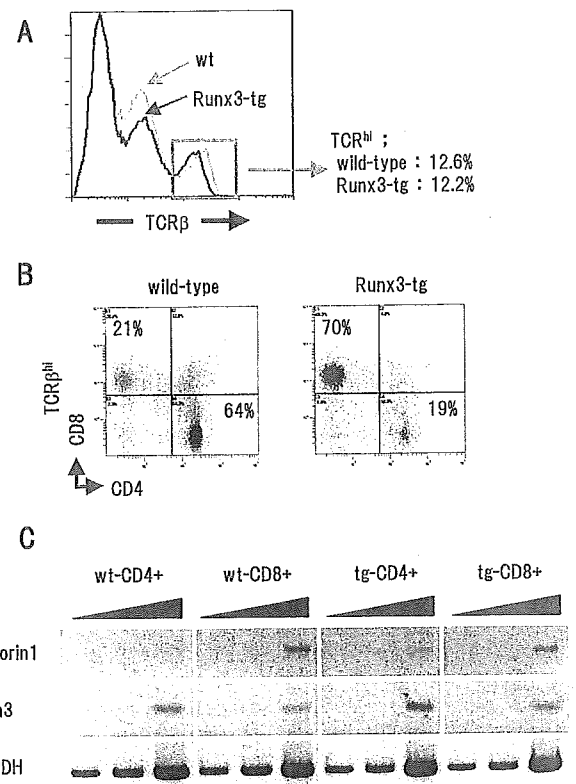 A
wt
Runx3-tg
TCRhi ;
wild-type : 12.6%
Runx3-tg : 12.2%
TCRβ
B
wild-type Runx3-tg
21% 70%
64% 19%
TCRβhi
CD8
CD4
C
wt-CD4+ wt-CD8+ tg-CD4+ tg-CD8+
orin1
a3
DH